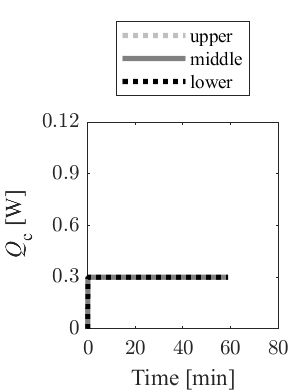 upper
middle
lower
0.12
0.9
0.6
0.3
0
0 20 40 60 80
Qc [W]
Time [min]